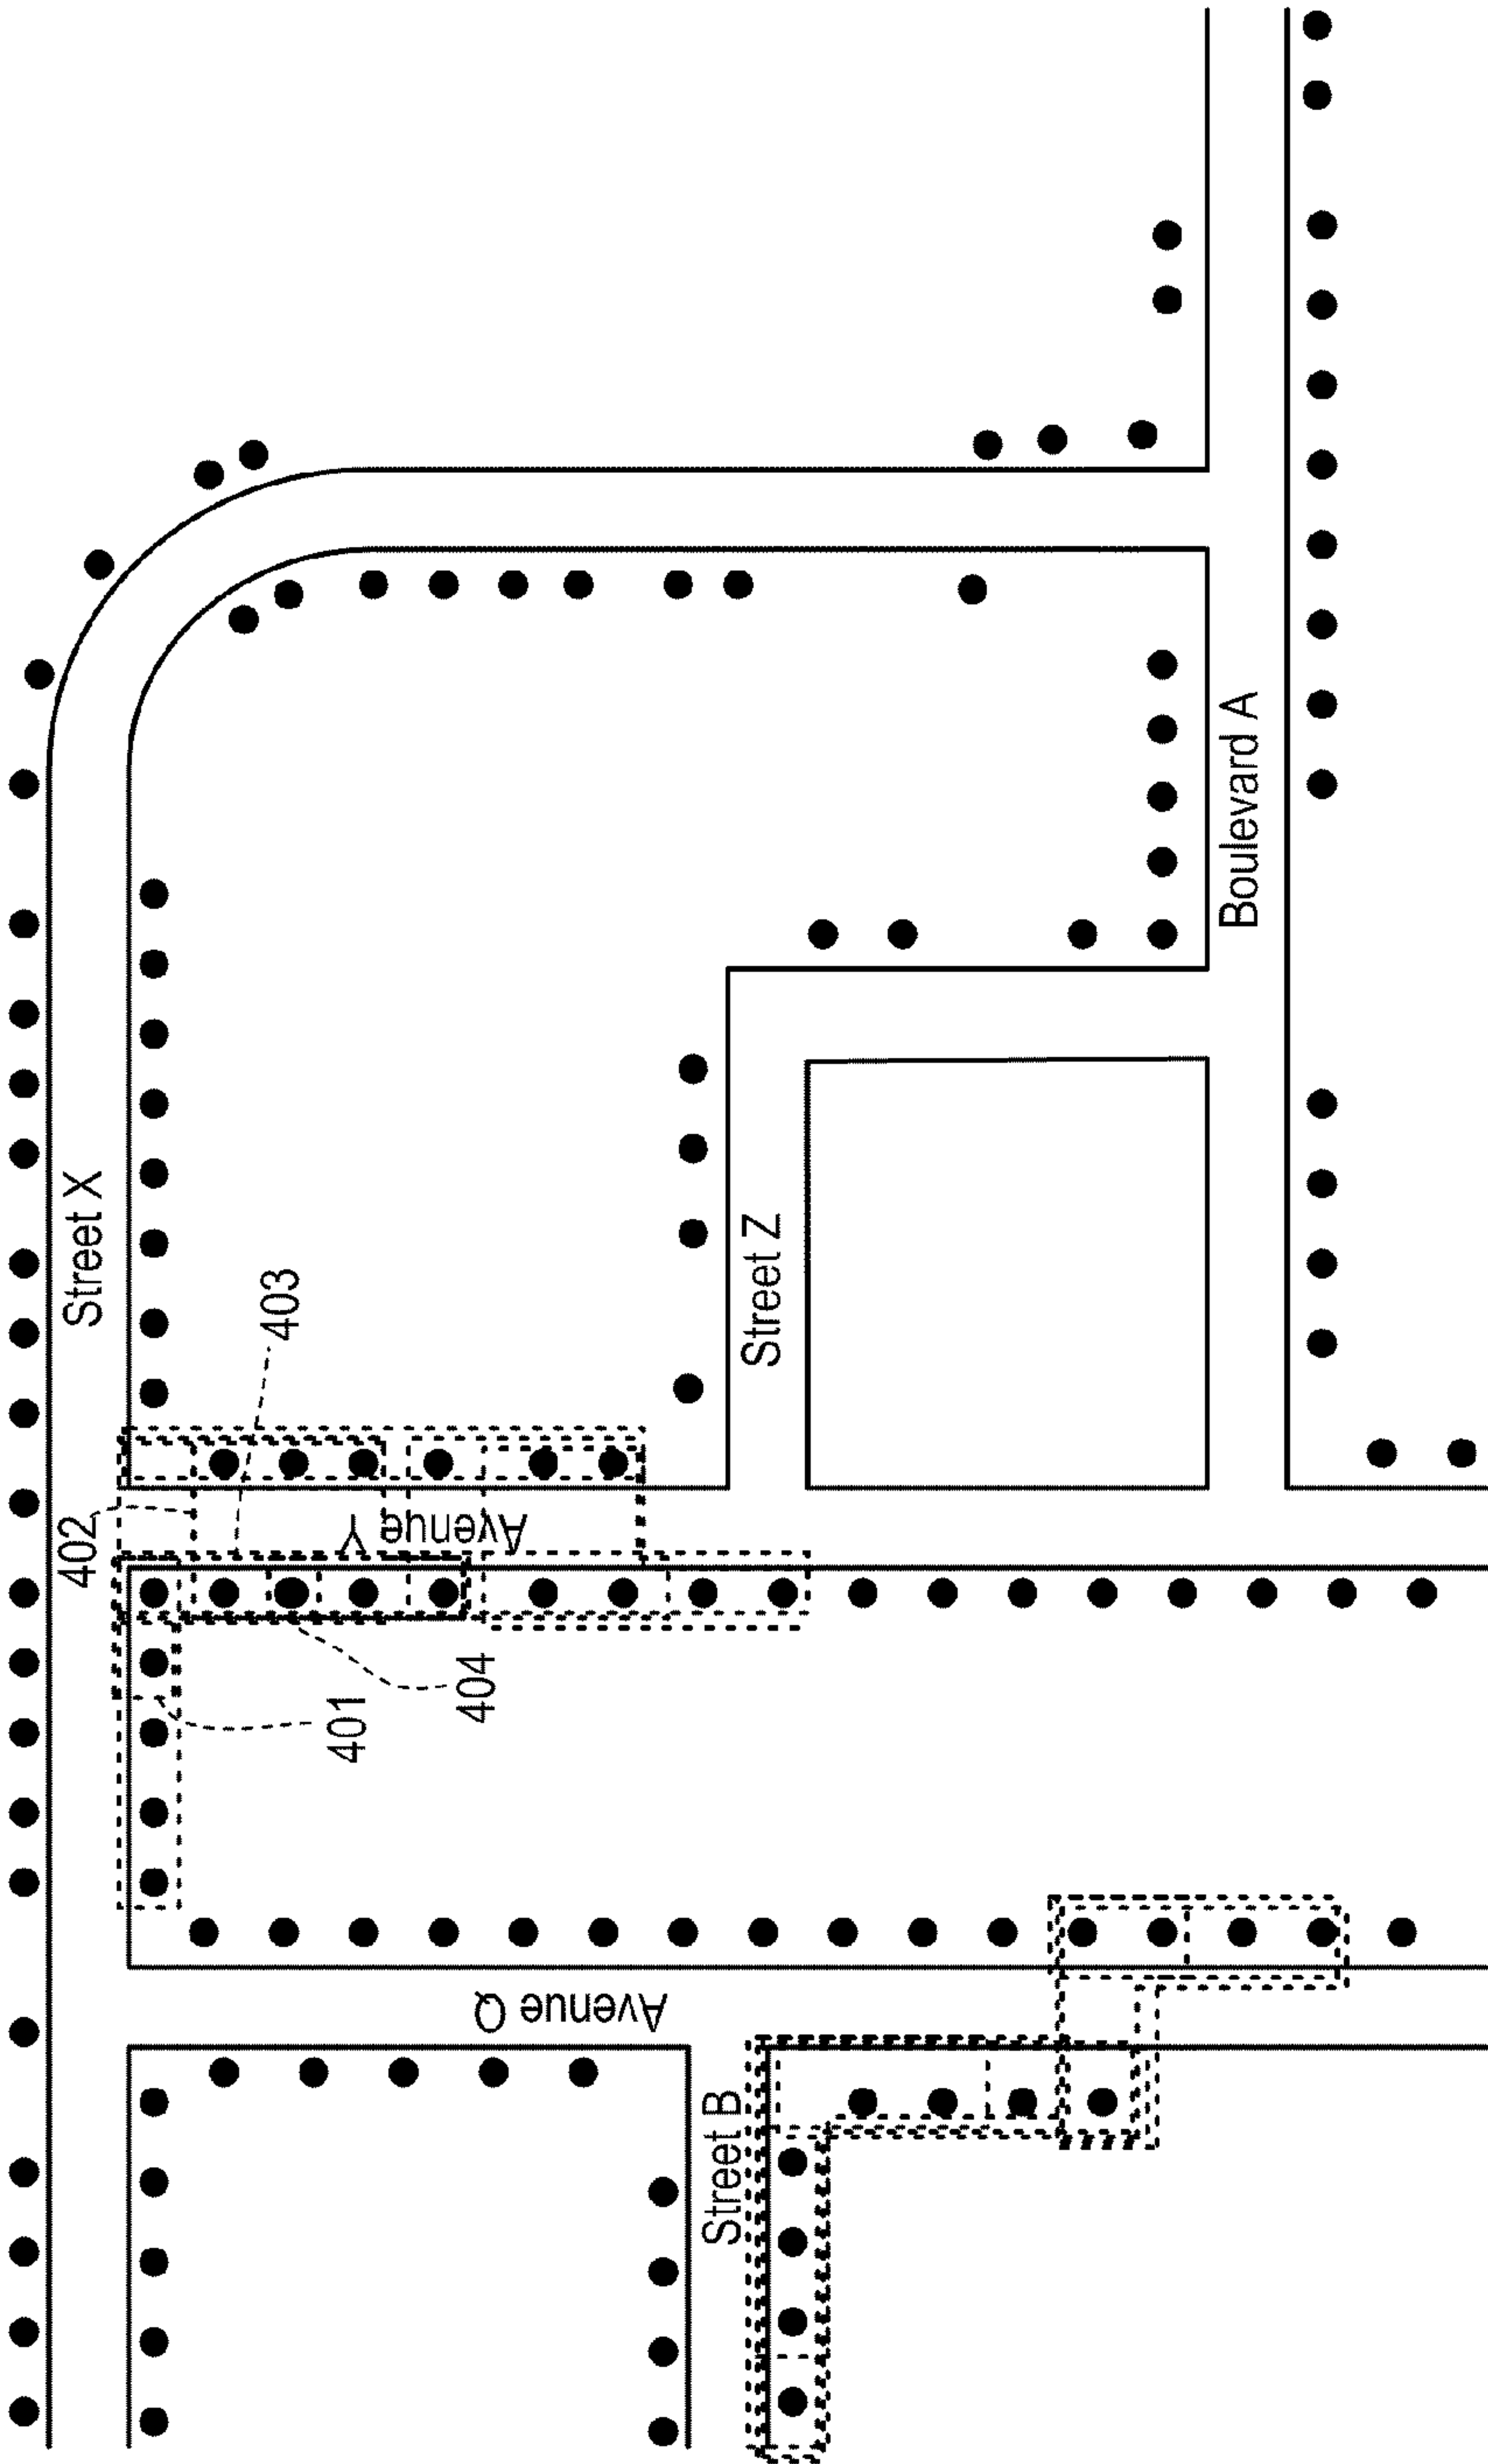 Street X
403
402
Avenue Y
404
401
Street Z
Boulevard A
Avenue Q
Street B